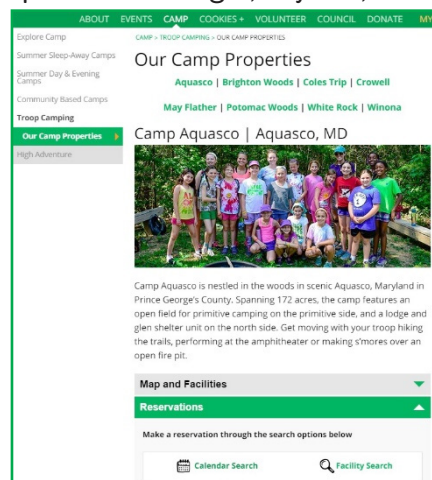 ABOUT EVENTS CAMP COOKIES + VOLUNTEER COUNCIL DONATE MY
Explore Camp
Summer Sleep-Away Camps
Summer Day & Evening
Camps
Community Based Camps
Troop Camping
Our Camp Properties
High Adventure
CAMP > TROOP CAMPING > OUR CAMP PROPERTIES
Our Camp Properties
Aquasco | Brighton Woods | Coles Trip | Crowell
May Flather | Potomac Woods | White Rock | Winona
Camp Aquasco | Aquasco, MD
Camp Aquasco is nestled in the woods in scenic Aquasco, Maryland in
Prince George's County. Spanning 172 acres, the camp features an
open field for primitive camping on the primitive side, and a lodge and
glen shelter unit on the north side. Get moving with your troop hiking
the trails, performing at the amphitheater or making s'mores over an
open fire pit.
Map and Facilities
Reservations
Make a reservation through the search options below
Calendar Search
Facility Search